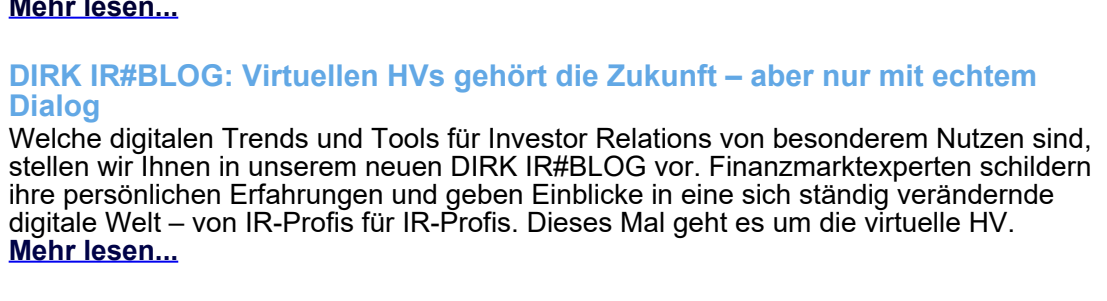 Mehr lesen...
DIRK IR#BLOG: Virtuellen HVs gehört die Zukunft – aber nur mit echtem
Dialog
Welche digitalen Trends und Tools für Investor Relations von besonderem Nutzen sind,
stellen wir Ihnen in unserem neuen DIRK IR#BLOG vor. Finanzmarktexperten schildern
ihre persönlichen Erfahrungen und geben Einblicke in eine sich ständig verändernde
digitale Welt – von IR-Profis für IR-Profis. Dieses Mal geht es um die virtuelle HV.
Mehr lesen...